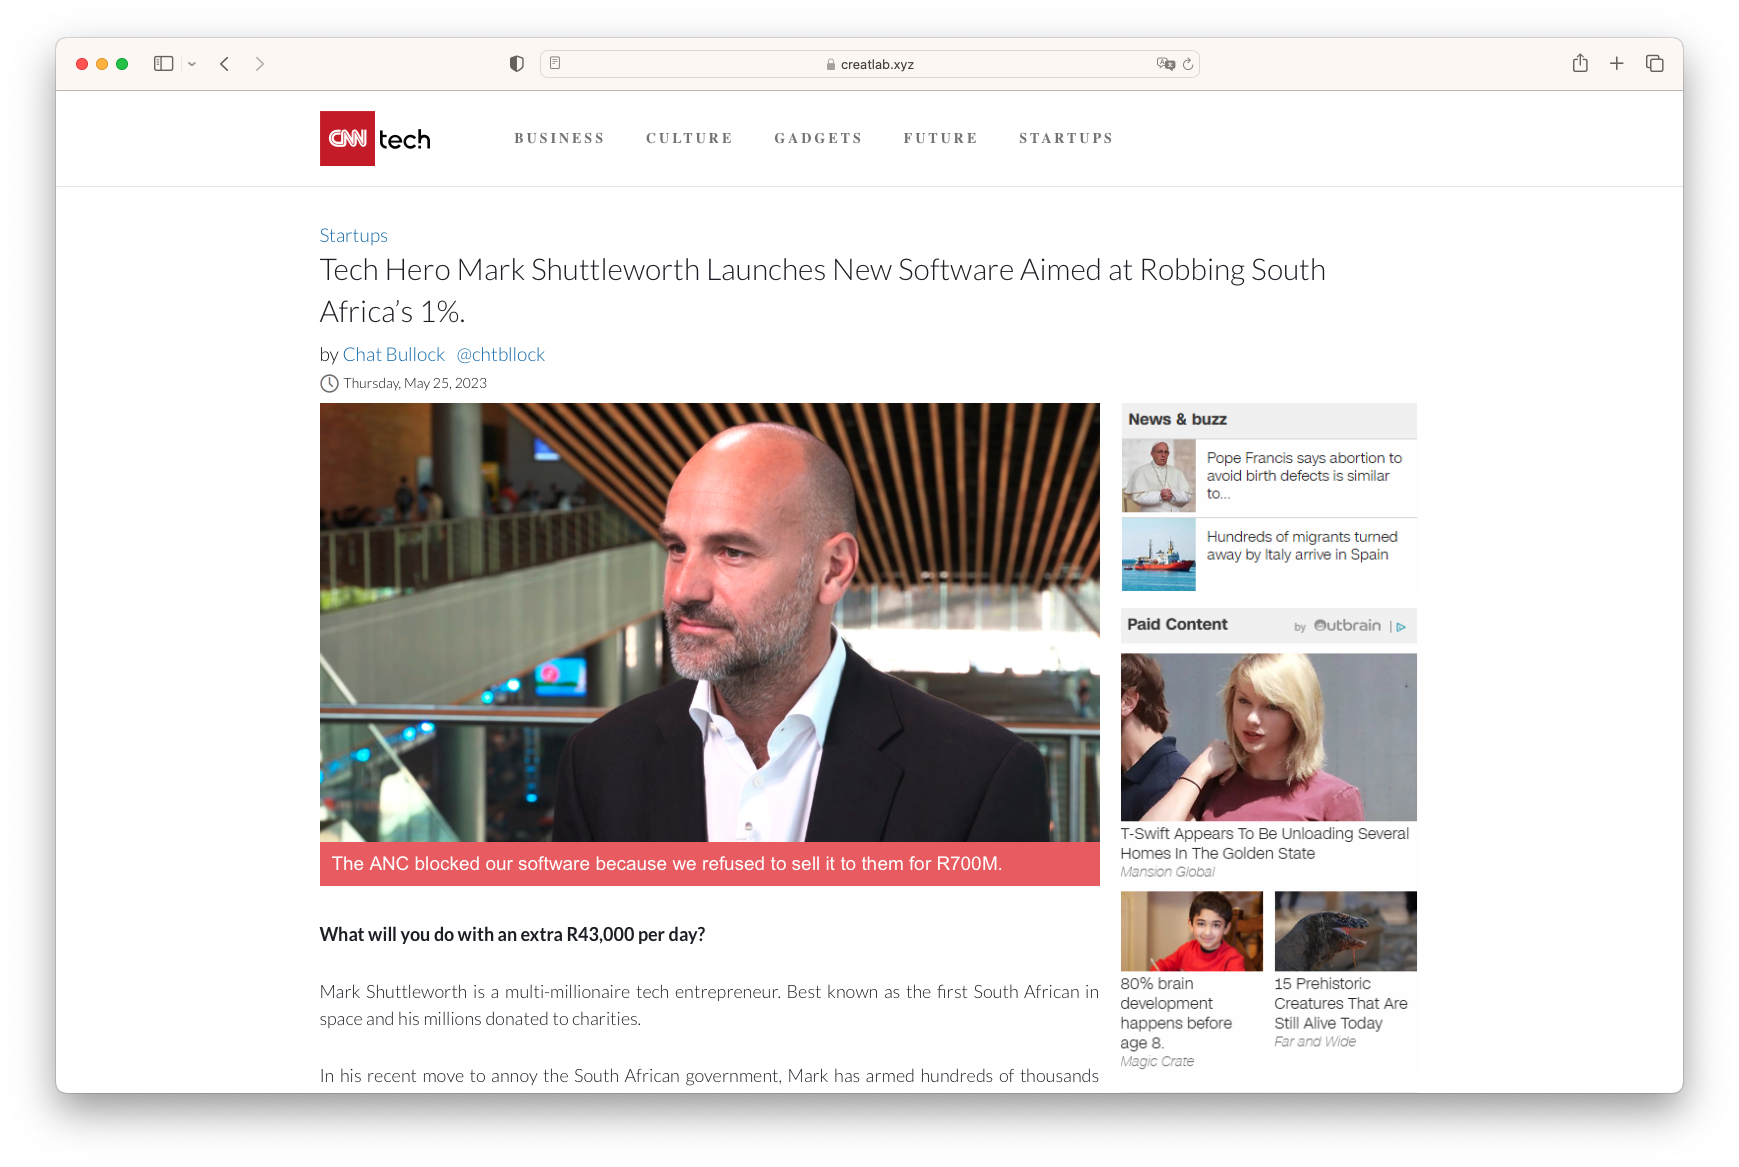 creatlab.xyz
CNN tech
BUSINESS CULTURE GADGETS FUTURE STARTUPS
Startups
Tech Hero Mark Shuttleworth Launches New Software Aimed at Robbing South
Africa’s 1%.
by Chat Bullock @chtbllock
Thursday, May 25, 2023
The ANC blocked our software because we refused to sell it to them for R700M.
What will you do with an extra R43,000 per day?
Mark Shuttleworth is a multi-millionaire tech entrepreneur. Best known as the first South African in
space and his millions donated to charities.
In his recent move to annoy the South African government, Mark has armed hundreds of thousands
News & buzz
Pope Francis says abortion to
avoid birth defects is similar
to...
Hundreds of migrants turned
away by Italy arrive in Spain
Paid Content by Outbrain
T-Swift Appears To Be Unloading Several
Homes In The Golden State
Mansion Global
80% brain
development
happens before
age 8.
Magic Crate
15 Prehistoric
Creatures That Are
Still Alive Today
Far and Wide